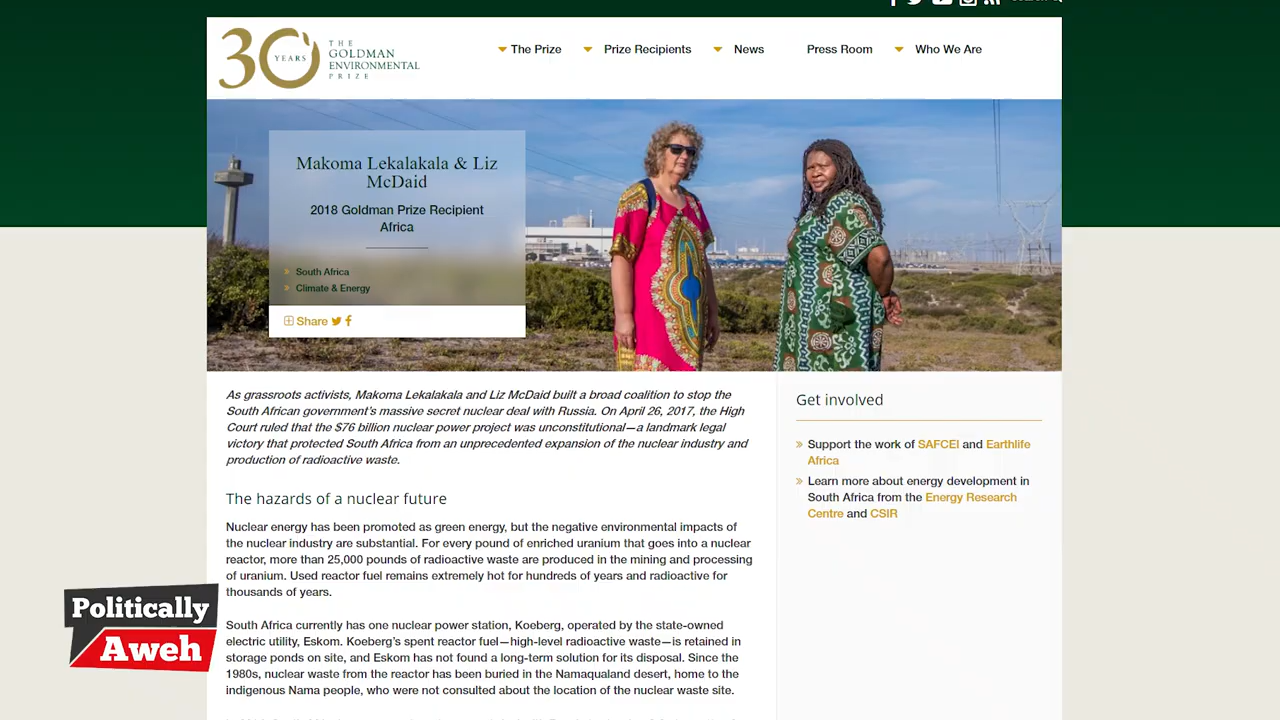 30 YEARS
THE
GOLDMAN
ENVIRONMENTAL
PRIZE
The Prize
Prize Recipients
News
Press Room
Who We Are
Makoma Lekalakala & Liz
McDaid
2018 Goldman Prize Recipient
Africa
South Africa
Climate & Energy
Share
As grassroots activists, Makoma Lekalakala and Liz McDaid built a broad coalition to stop the
South African government's massive secret nuclear deal with Russia. On April 26, 2017, the High
Court ruled that the $76 billion nuclear power project was unconstitutional—a landmark legal
victory that protected South Africa from an unprecedented expansion of the nuclear industry and
production of radioactive waste.
The hazards of a nuclear future
Nuclear energy has been promoted as green energy, but the negative environmental impacts of
the nuclear industry are substantial. For every pound of enriched uranium that goes into a nuclear
reactor, more than 25,000 pounds of radioactive waste are produced in the mining and processing
of uranium. Used reactor fuel remains extremely hot for hundreds of years and radioactive for
thousands of years.
South Africa currently has one nuclear power station, Koeberg, operated by the state-owned
electric utility, Eskom. Koeberg's spent reactor fuel—high-level radioactive waste—is retained in
storage ponds on site, and Eskom has not found a long-term solution for its disposal. Since the
1980s, nuclear waste from the reactor has been buried in the Namaqualand desert, home to the
indigenous Nama people, who were not consulted about the location of the nuclear waste site.
Get involved
Support the work of SAFCEI and Earthlife
Africa
Learn more about energy development in
South Africa from the Energy Research
Centre and CSIR
Politically
Aweh